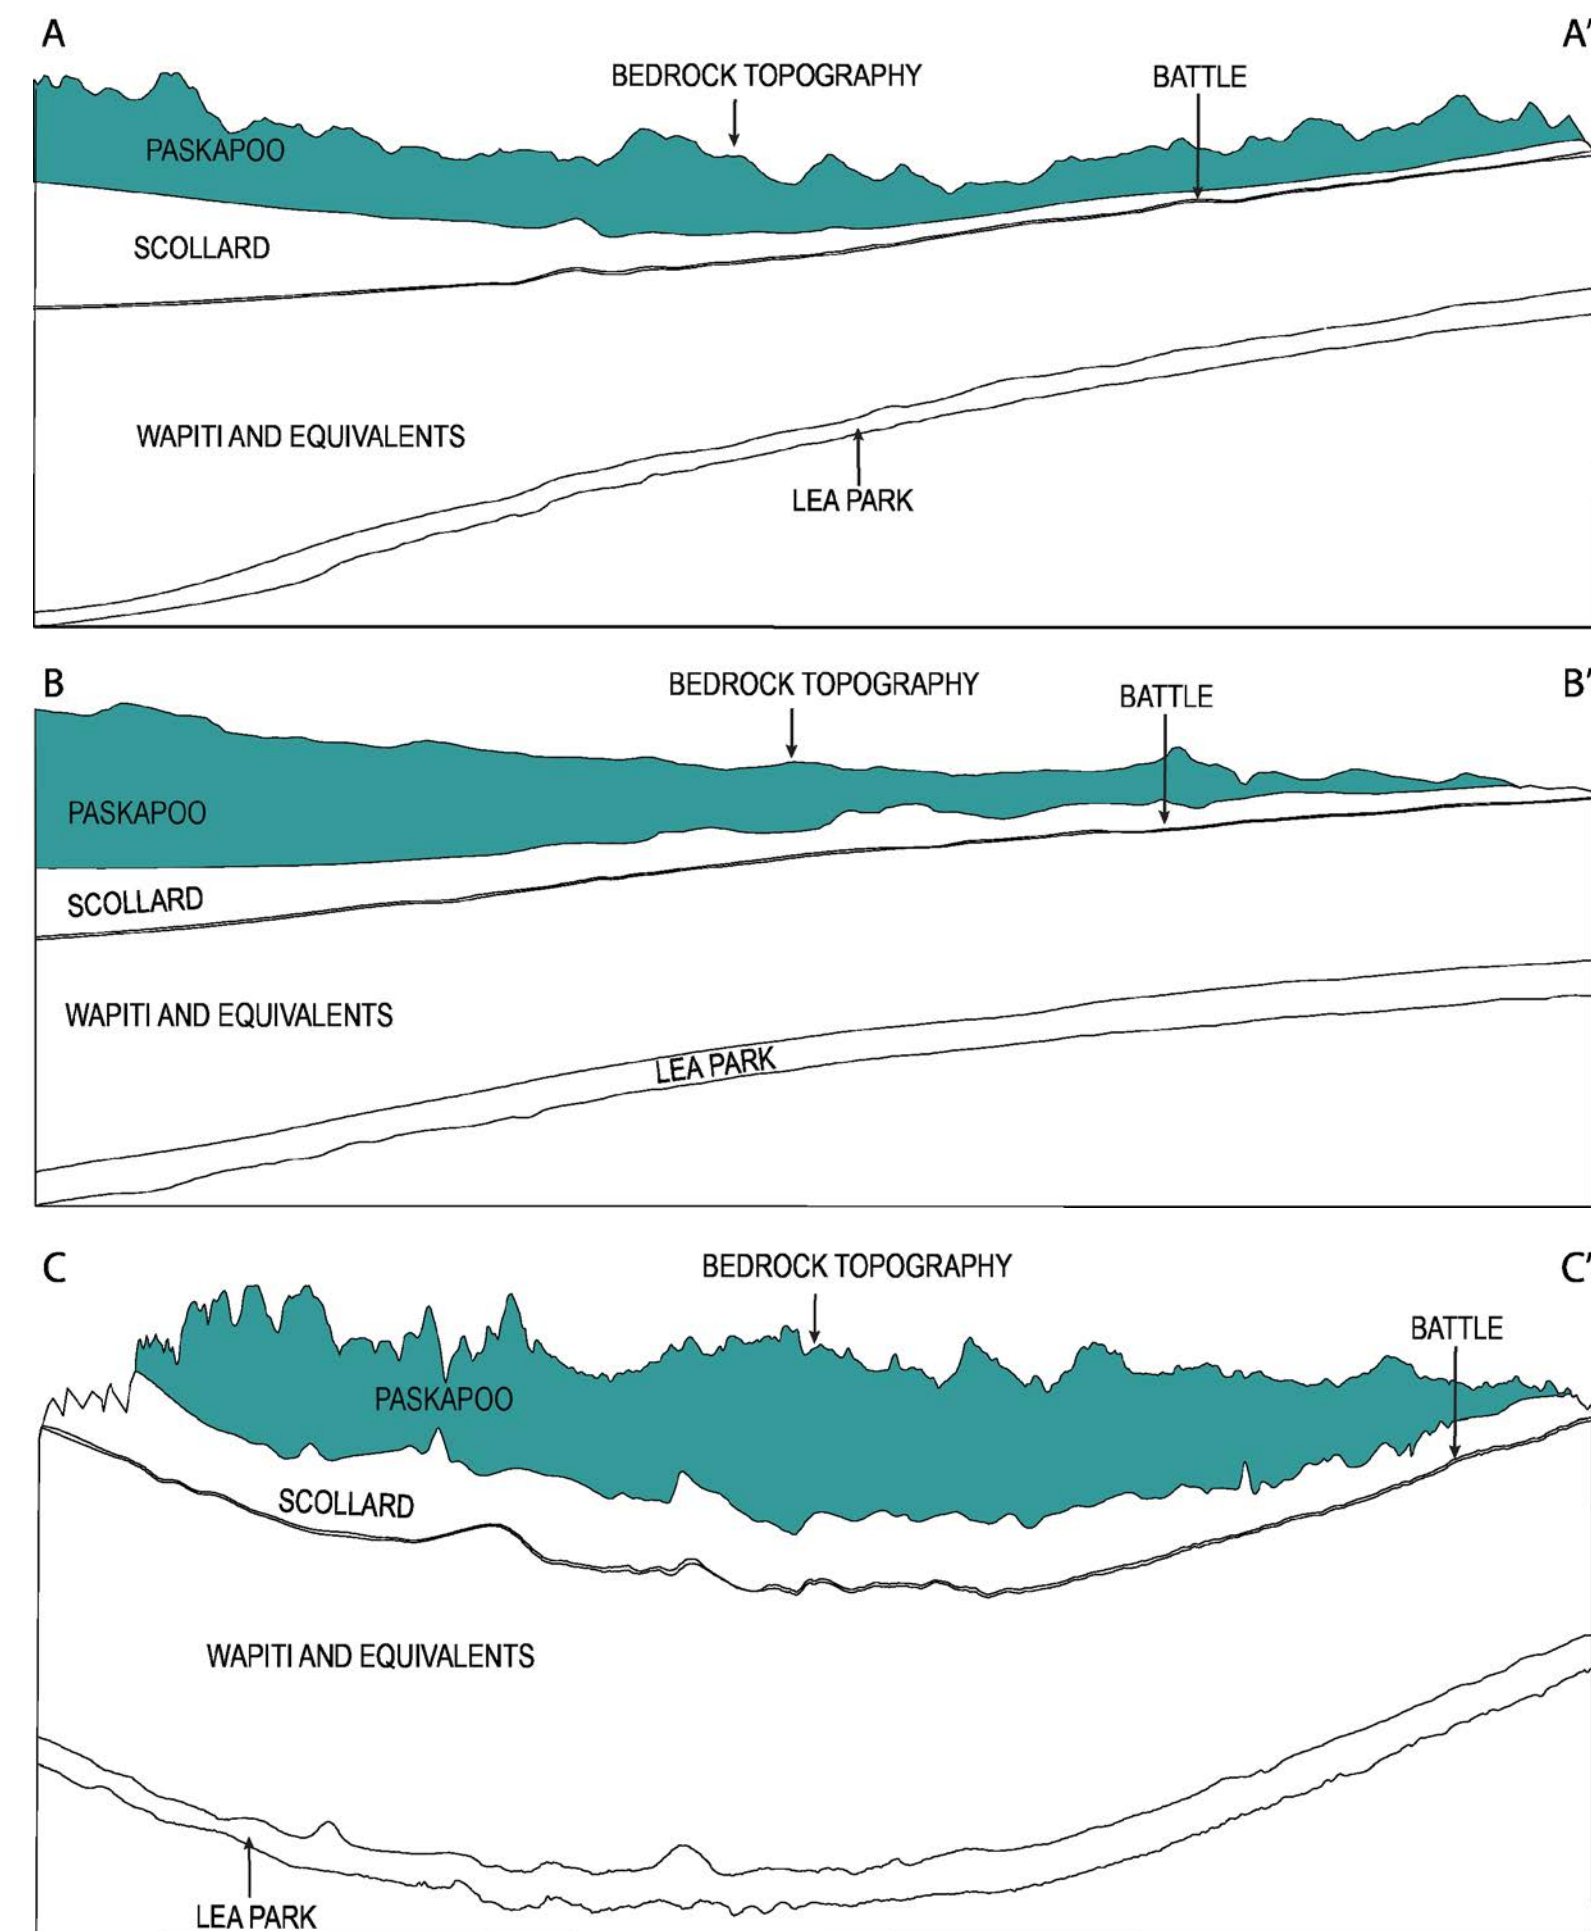 A
A'
BEDROCK TOPOGRAPHY
BATTLE
PASKAPOO
SCOLLARD
WAPITI AND EQUIVALENTS
LEA PARK
B
B'
BEDROCK TOPOGRAPHY
BATTLE
PASKAPOO
SCOLLARD
WAPITI AND EQUIVALENTS
LEA PARK
C
C'
BEDROCK TOPOGRAPHY
BATTLE
PASKAPOO
SCOLLARD
WAPITI AND EQUIVALENTS
LEA PARK